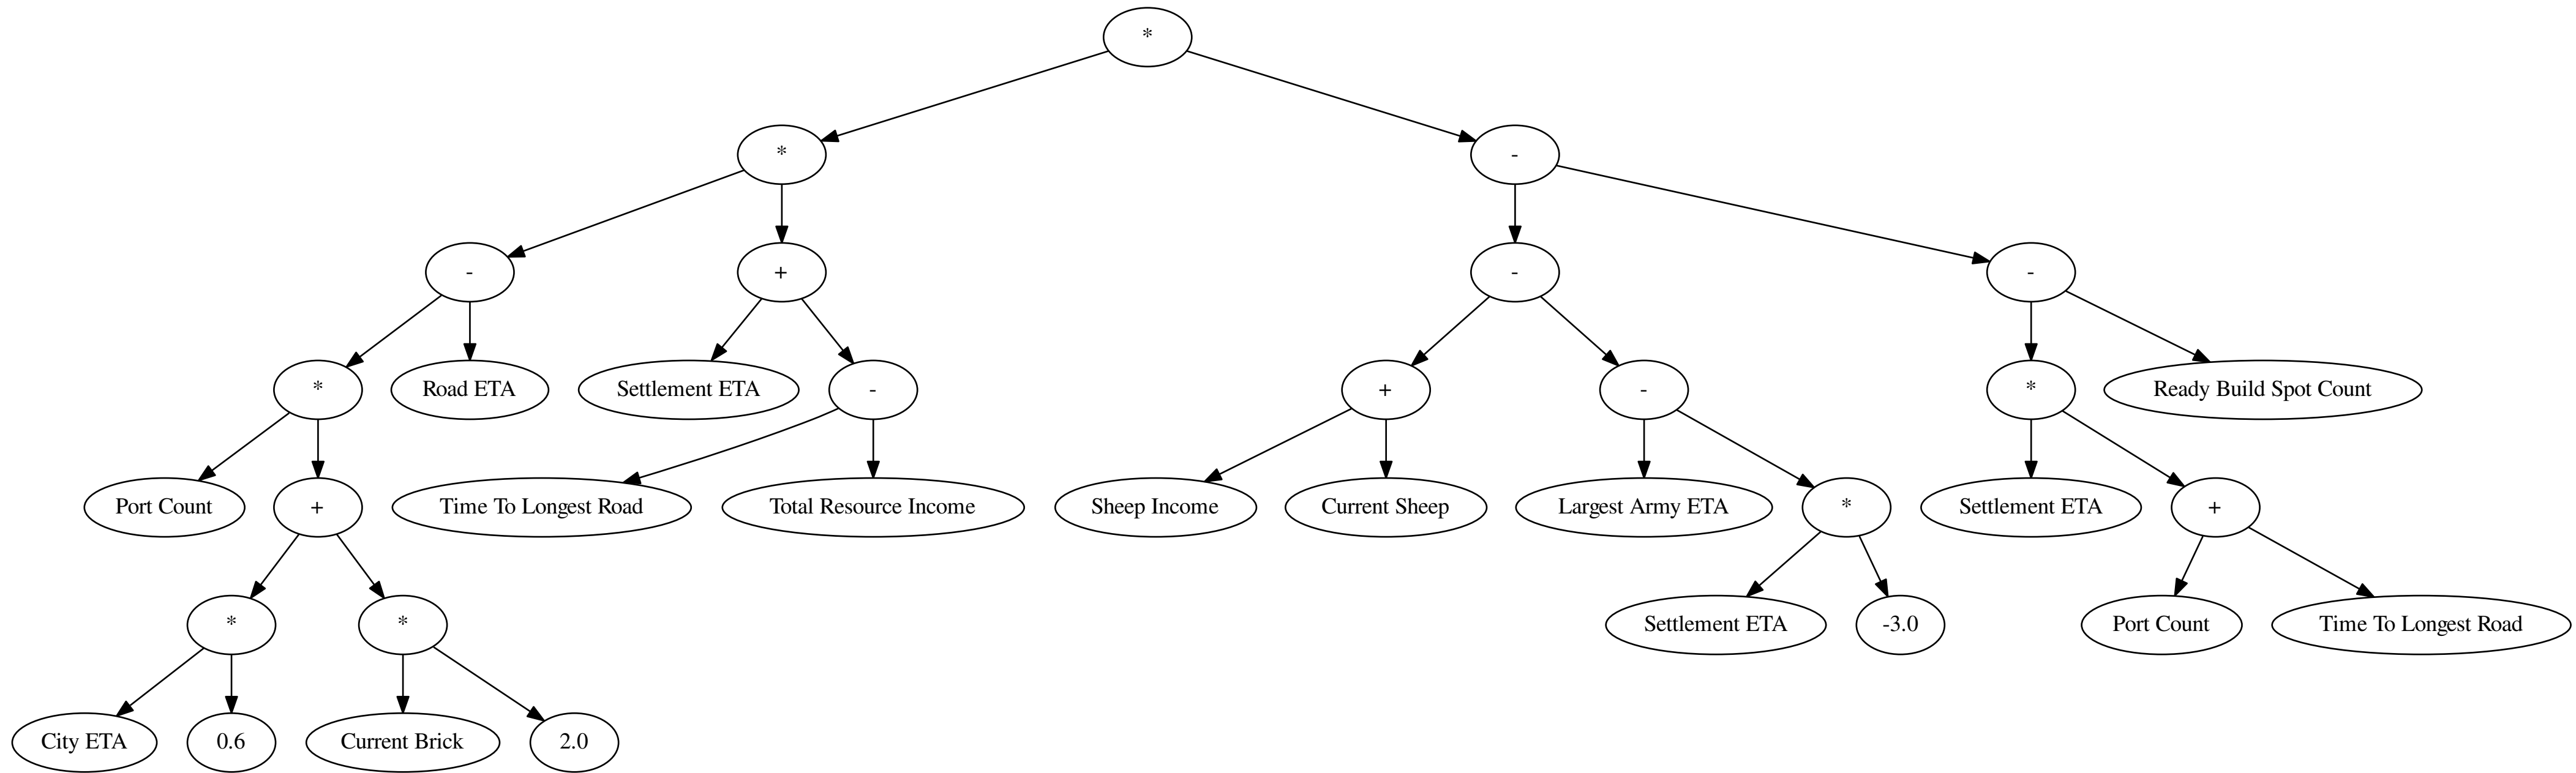 *
* -
- + - -
* Road ETA Settlement ETA - + - * Ready Build Spot Count
Port Count + Time To Longest Road Total Resource Income Sheep Income Current Sheep Largest Army ETA * Settlement ETA +
* * Settlement ETA -3.0 Port Count Time To Longest Road
City ETA 0.6 Current Brick 2.0